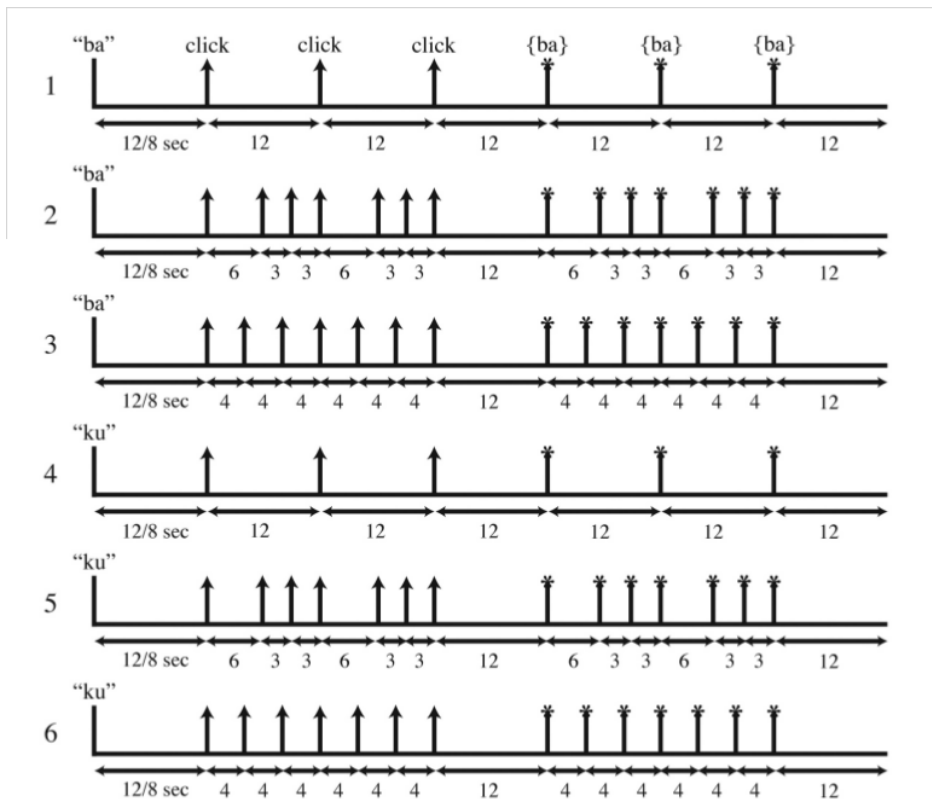 “ba” click click click {ba} {ba} {ba}
1
12/8 sec 12 12 12 12 12 12
“ba”
2
12/8 sec 6 3 3 6 3 3 12 6 3 3 6 3 3 12
“ba”
3
12/8 sec 4 4 4 4 4 4 12 4 4 4 4 4 4 12
“ku”
4
12/8 sec 12 12 12 12 12 12
“ku”
5
12/8 sec 6 3 3 6 3 3 12 6 3 3 6 3 3 12
“ku”
6
12/8 sec 4 4 4 4 4 4 12 4 4 4 4 4 4 12